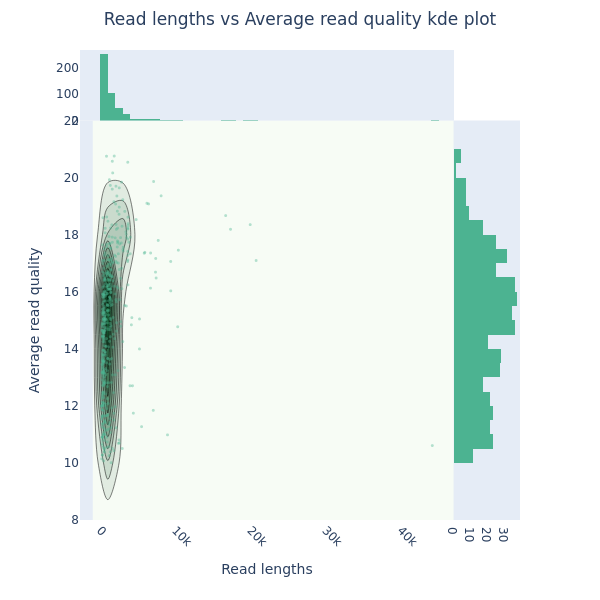 Read lengths vs Average read quality kde plot
200
100
0
22
20
18
16
14
12
10
8
Average read quality
0
10k
20k
30k
40k
0
10
20
30
Read lengths